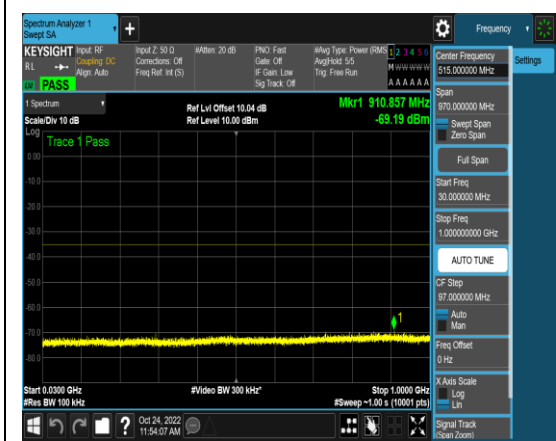 Spectrum Analyzer 1
Swept SA
+
Frequency
KEYSIGHT
RL
PASS
Input: RF
Coupling: DC
Align: Auto
Input Z: 50 Ω
Corrections: Off
Freq Ref: Int (S)
#Atten: 20 dB
PNO: Fast
Gate: Off
IF Gain: Low
Sig Track: Off
#Avg Type: Power (RMS
Avg|Hold: 5/5
Trig: Free Run
1 2 3 4 5 6
M W W W W W
A A A A A A
1 Spectrum
Scale/Div 10 dB
Ref Lvl Offset 10.04 dB
Ref Level 10.00 dBm
Mkr1 910.857 MHz
-69.19 dBm
Log
Trace 1 Pass
0.00
-10.0
-20.0
-30.0
-40.0
-50.0
-60.0
-70.0
-80.0
1
Start 0.0300 GHz
#Res BW 100 kHz
#Video BW 300 kHz*
Stop 1.0000 GHz
#Sweep ~1.00 s (10001 pts)
Center Frequency
515.000000 MHz
Settings
Span
970.000000 MHz
Swept Span
Zero Span
Full Span
Start Freq
30.000000 MHz
Stop Freq
1.000000000 GHz
AUTO TUNE
CF Step
97.000000 MHz
Auto
Man
Freq Offset
0 Hz
X Axis Scale
Log
Lin
Signal Track
(Span Zoom)
?
Oct 24, 2022
11:54:07 AM